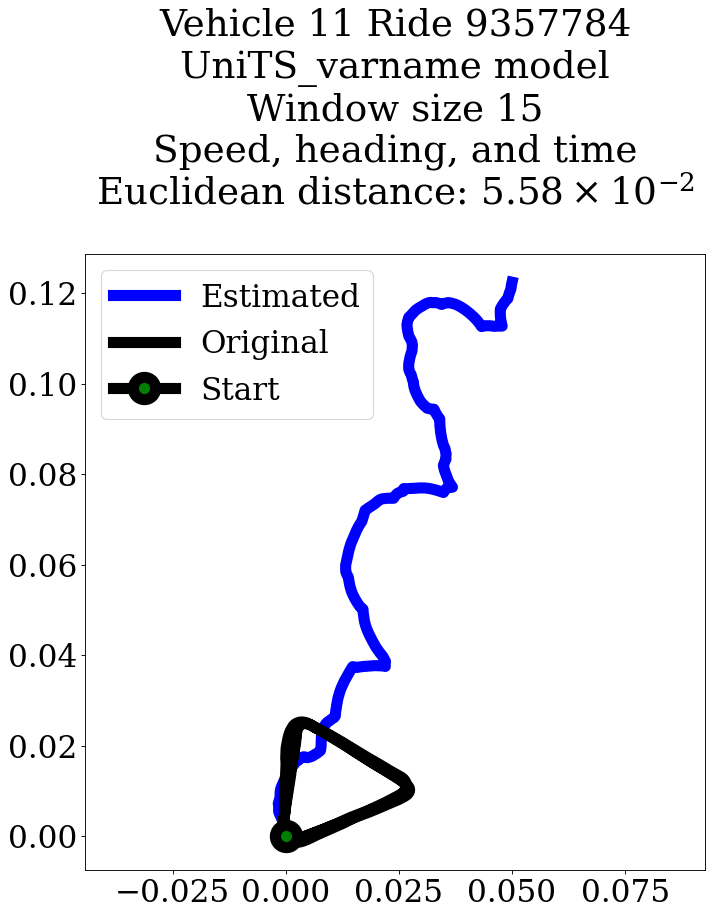 Vehicle 11 Ride 9357784
UniTS_varname model
Window size 15
Speed, heading, and time
Euclidean distance: 5.58 × 10⁻²
Estimated
Original
Start
0.12
0.10
0.08
0.06
0.04
0.02
0.00
−0.025 0.000 0.025 0.050 0.075